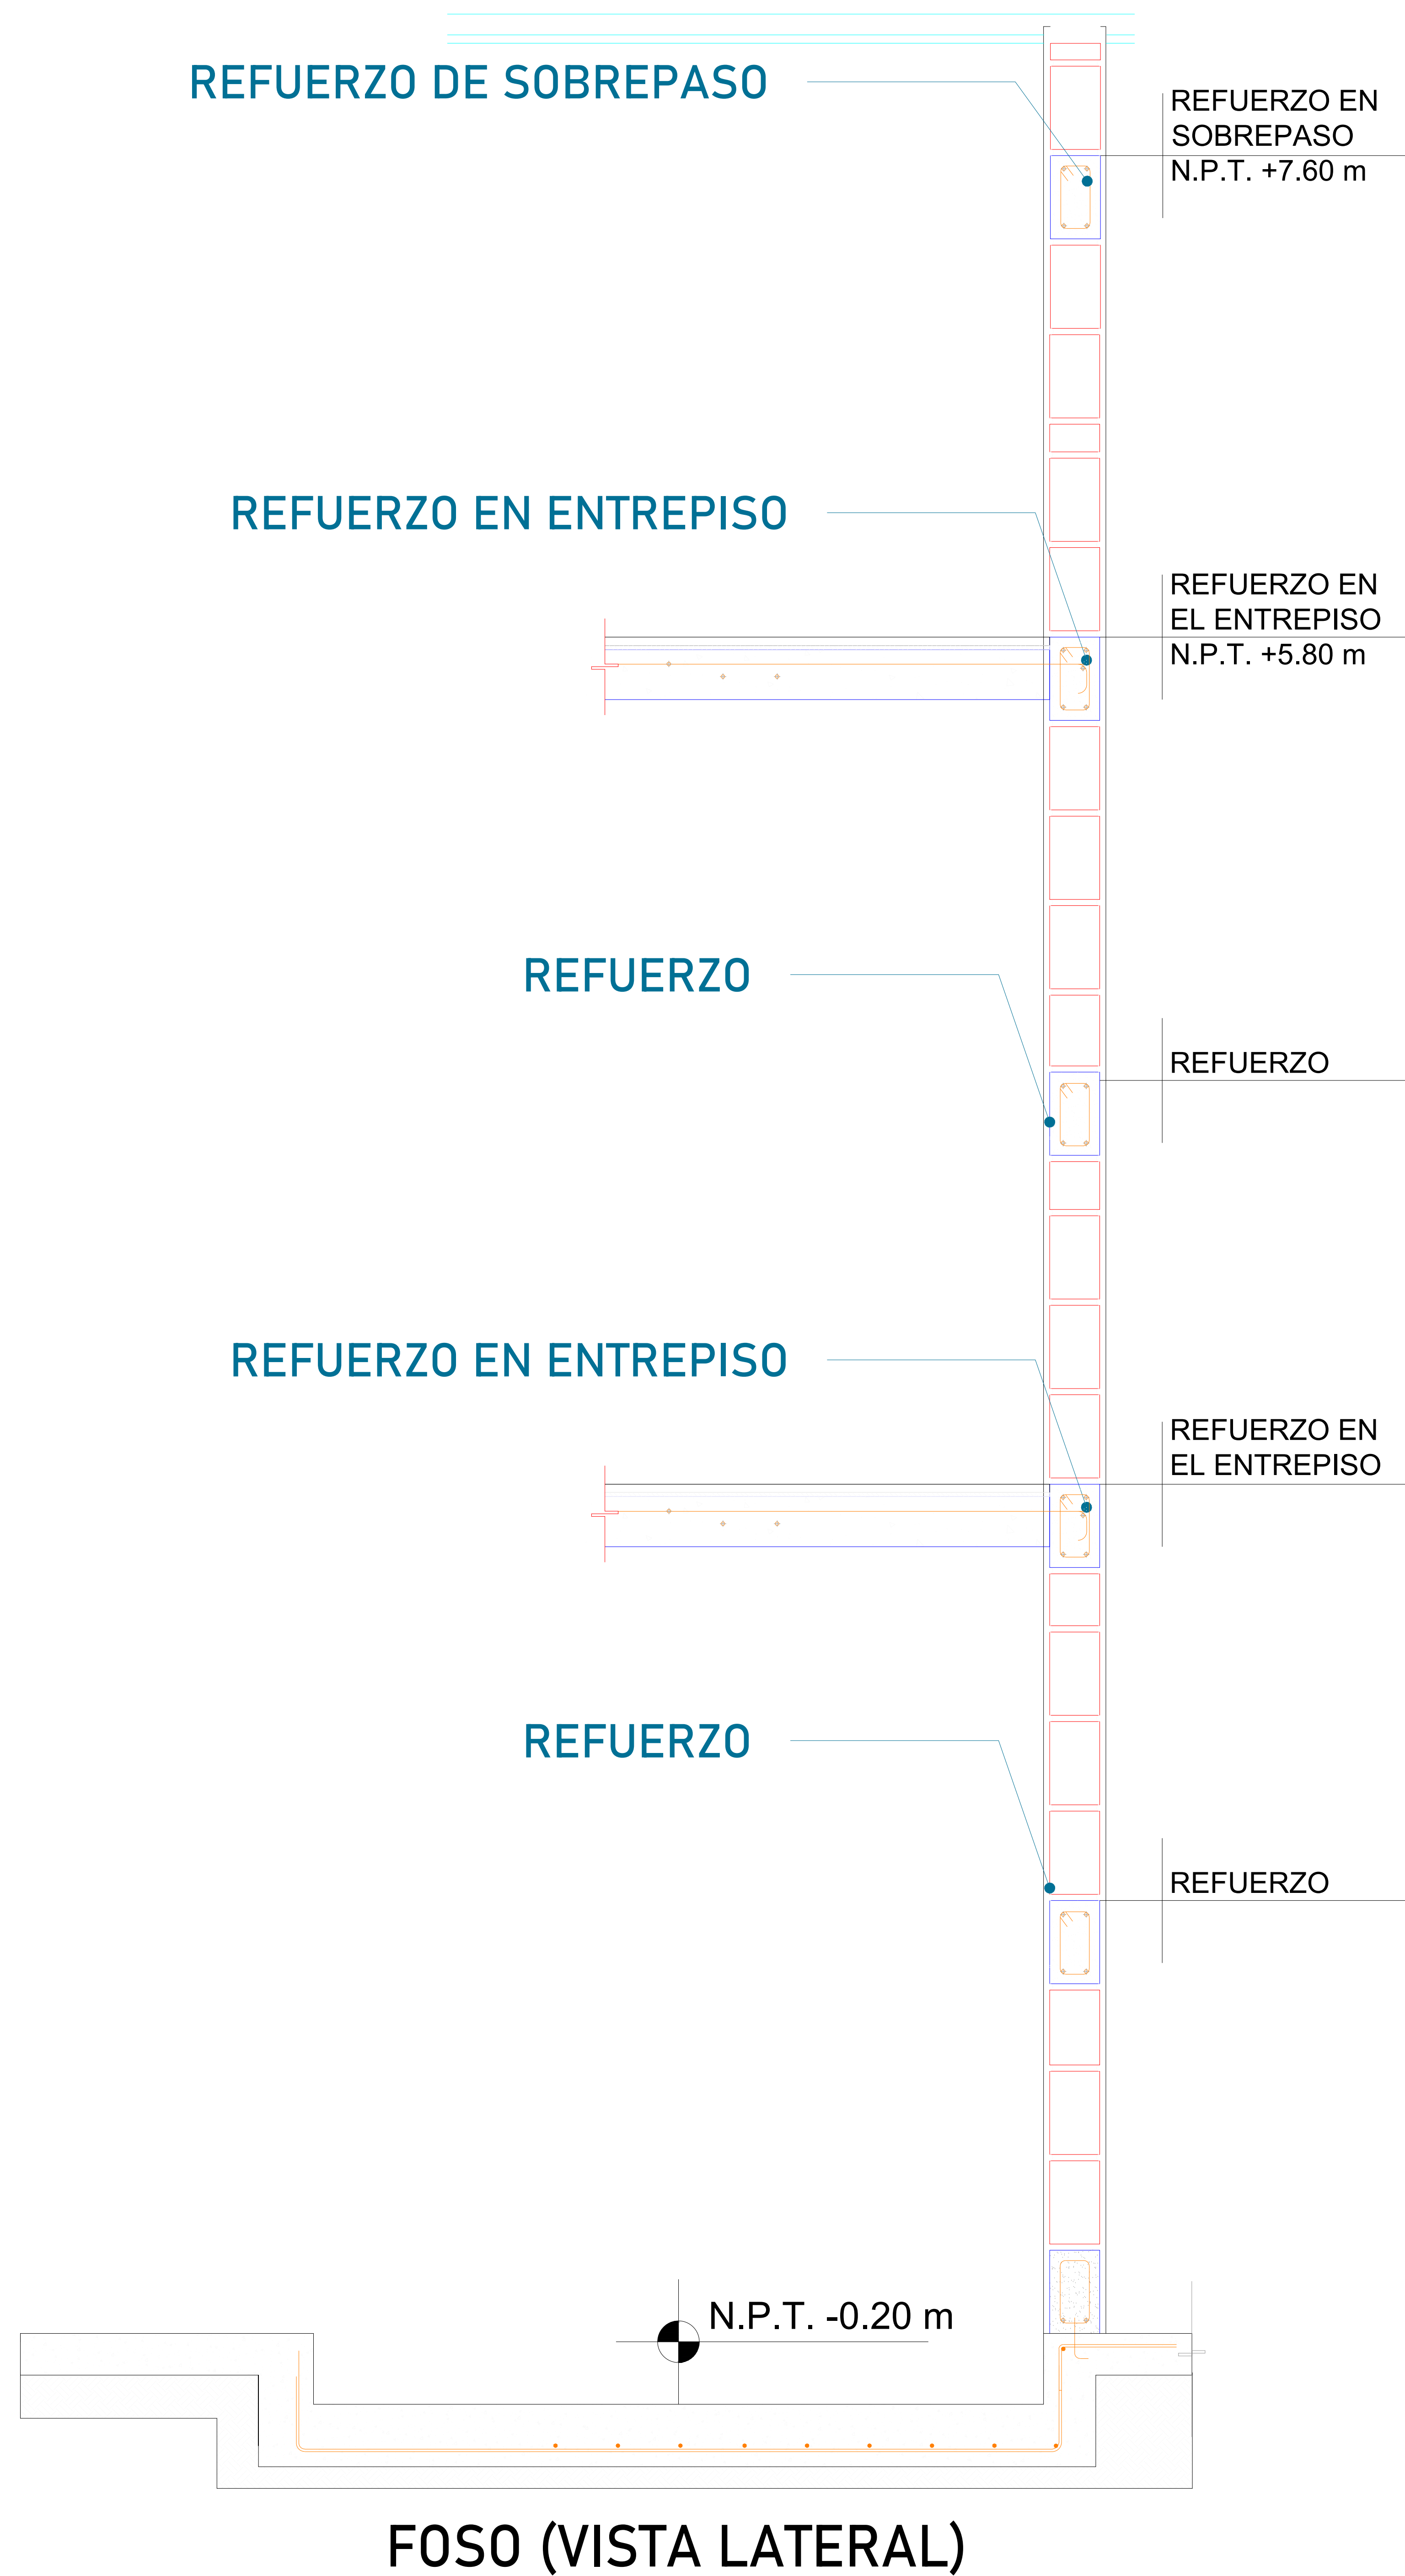 REFUERZO DE SOBREPASO
REFUERZO EN
SOBREPASO
N.P.T. +7.60 m
REFUERZO EN ENTREPISO
REFUERZO EN
EL ENTREPISO
N.P.T. +5.80 m
REFUERZO
REFUERZO
REFUERZO EN ENTREPISO
REFUERZO EN
EL ENTREPISO
REFUERZO
REFUERZO
N.P.T. -0.20 m
FOSO (VISTA LATERAL)